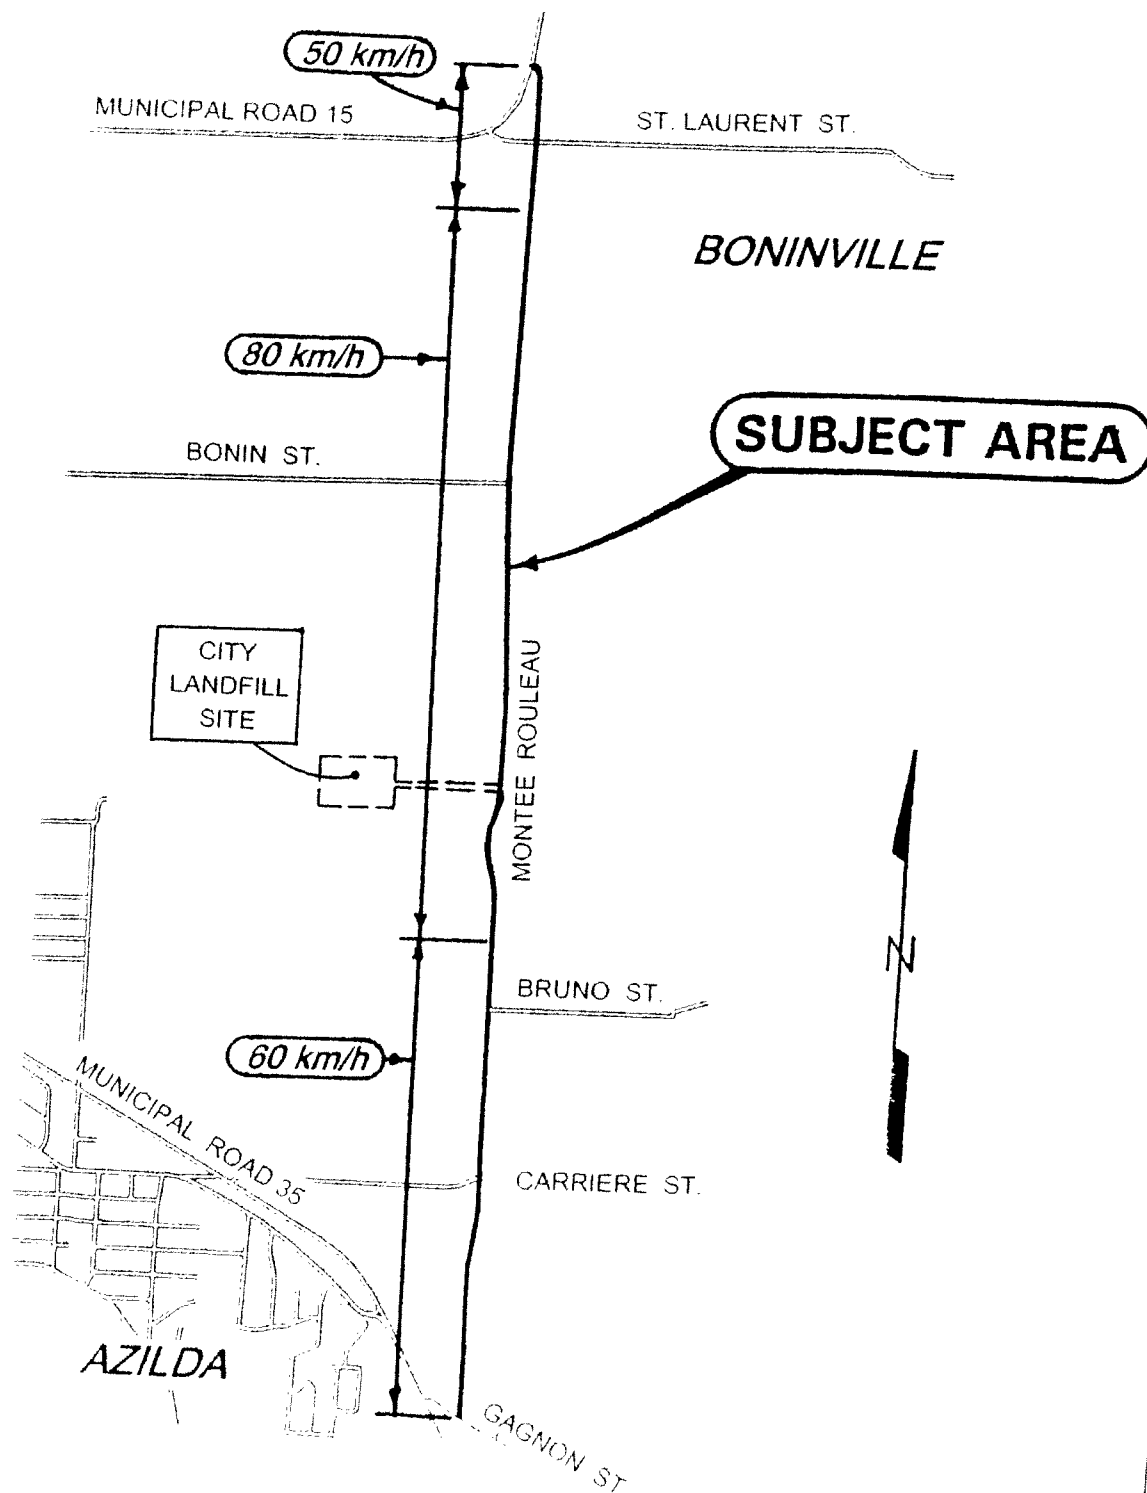 50 km/h
MUNICIPAL ROAD 15
ST. LAURENT ST.
BONINVILLE
80 km/h
SUBJECT AREA
BONIN ST.
CITY
LANDFILL
SITE
MONTEE ROULEAU
N
BRUNO ST.
60 km/h
MUNICIPAL ROAD 35
CARRIERE ST.
AZILDA
GAGNON ST